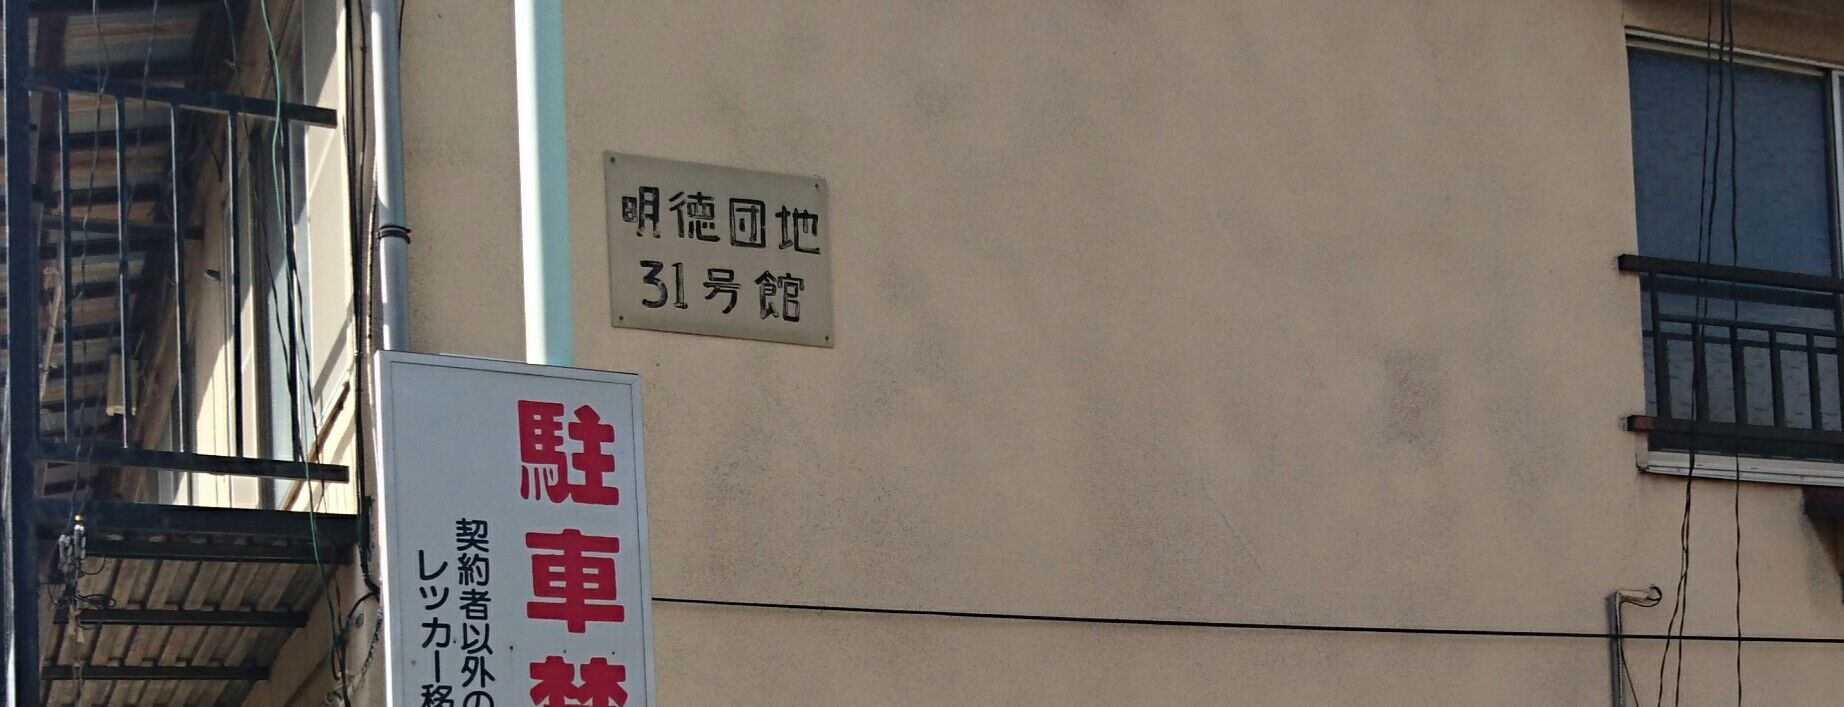 明徳団地
31号館
駐車禁
契約者以外の
レッカー移